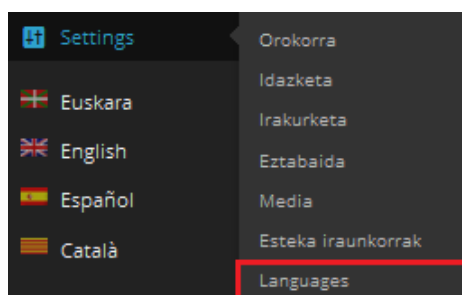 Settings
Euskara
English
Español
Català
Orokorra
Idazketa
Irakurketa
Eztabaida
Media
Esteka iraunkorrak
Languages